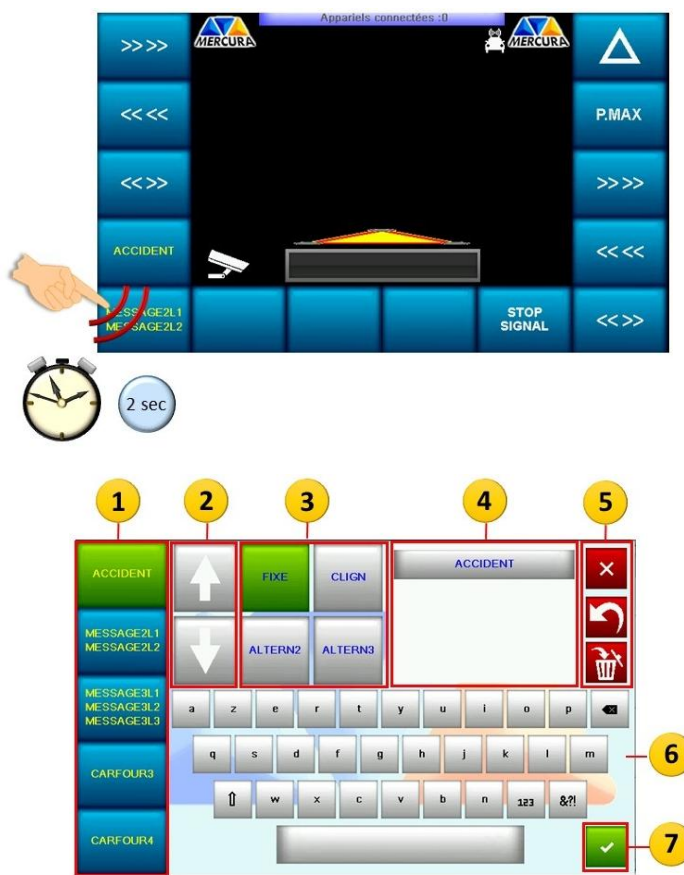 Appareils connectées :0
>> >>
MERCURA
MERCURA
<< <<
P.MAX
<< >>
>> >>
ACCIDENT
<< <<
MESSAGE2L1
MESSAGE2L2
STOP
SIGNAL
<< >>
2 sec
1
2
3
4
5
ACCIDENT
FIXE
CLIGN
ACCIDENT
MESSAGE2L1
MESSAGE2L2
ALTERN2
ALTERN3
MESSAGE3L1
MESSAGE3L2
MESSAGE3L3
a z e r t y u i o p
q s d f g h j k l m
6
CARFOUR3
w x c v b n 123 &?!
CARFOUR4
7